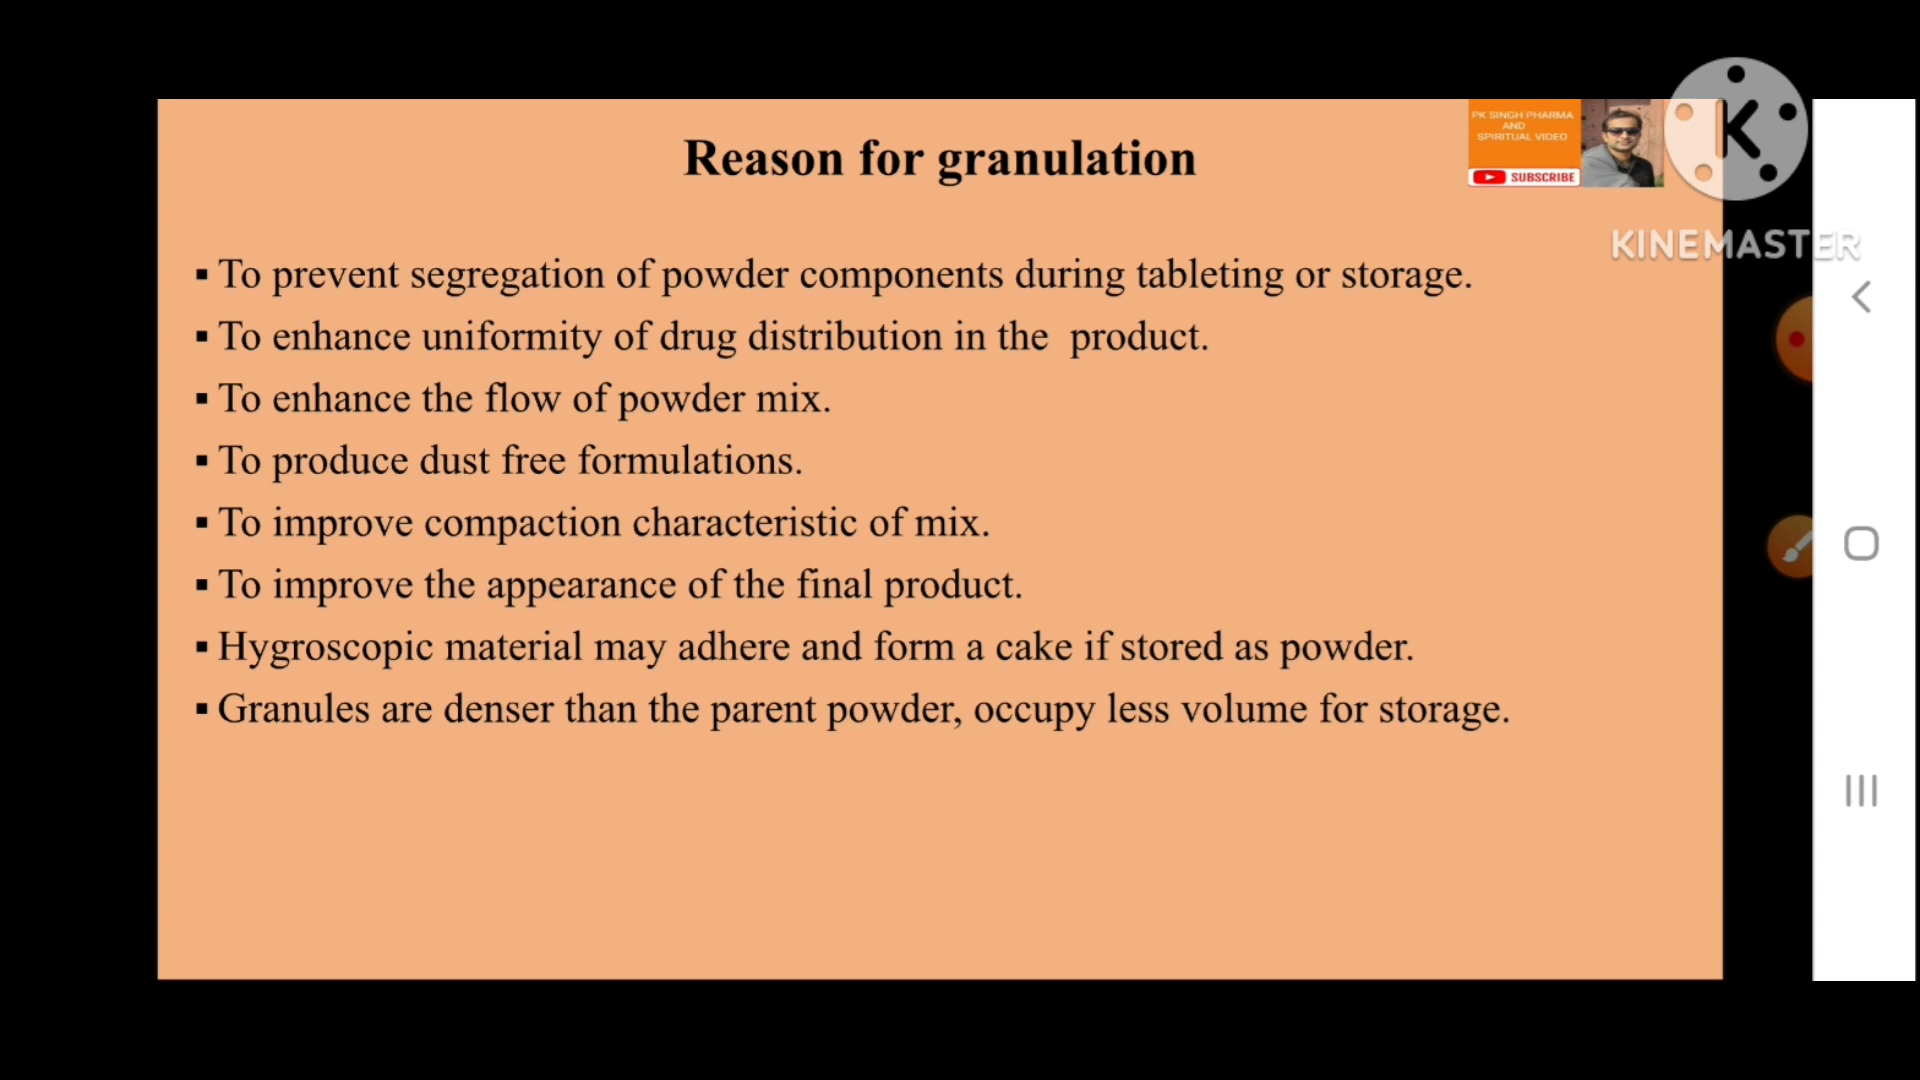 Reason for granulation
PK SINGH PHARMA
AND
SPIRITUAL VIDEO
SUBSCRIBE
K
KINEMASTER
▪ To prevent segregation of powder components during tableting or storage.
▪ To enhance uniformity of drug distribution in the  product.
▪ To enhance the flow of powder mix.
▪ To produce dust free formulations.
▪ To improve compaction characteristic of mix.
▪ To improve the appearance of the final product.
▪ Hygroscopic material may adhere and form a cake if stored as powder.
▪ Granules are denser than the parent powder, occupy less volume for storage.